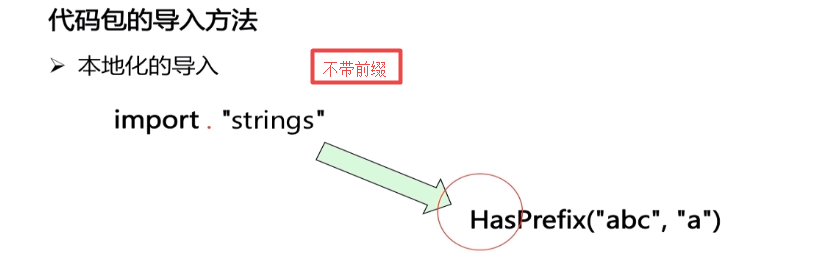 代码包的导入方法
➢ 本地化的导入
不带前缀
import . "strings"
HasPrefix("abc", "a")